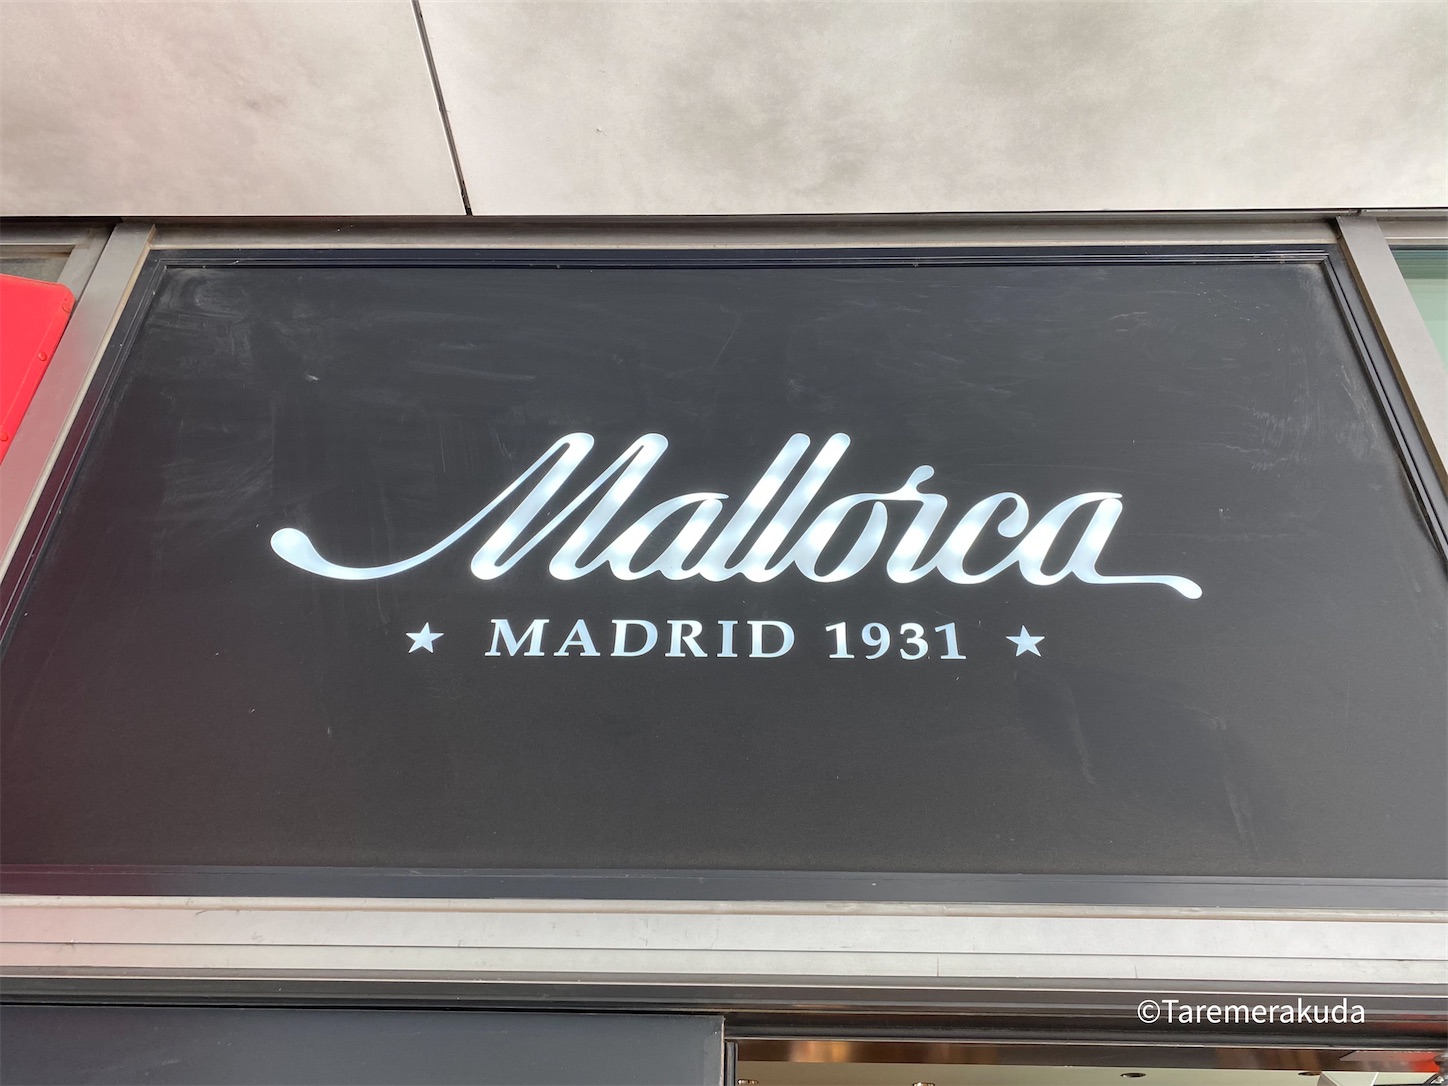 Mallorca
★ MADRID 1931 ★
©Taremerakuda